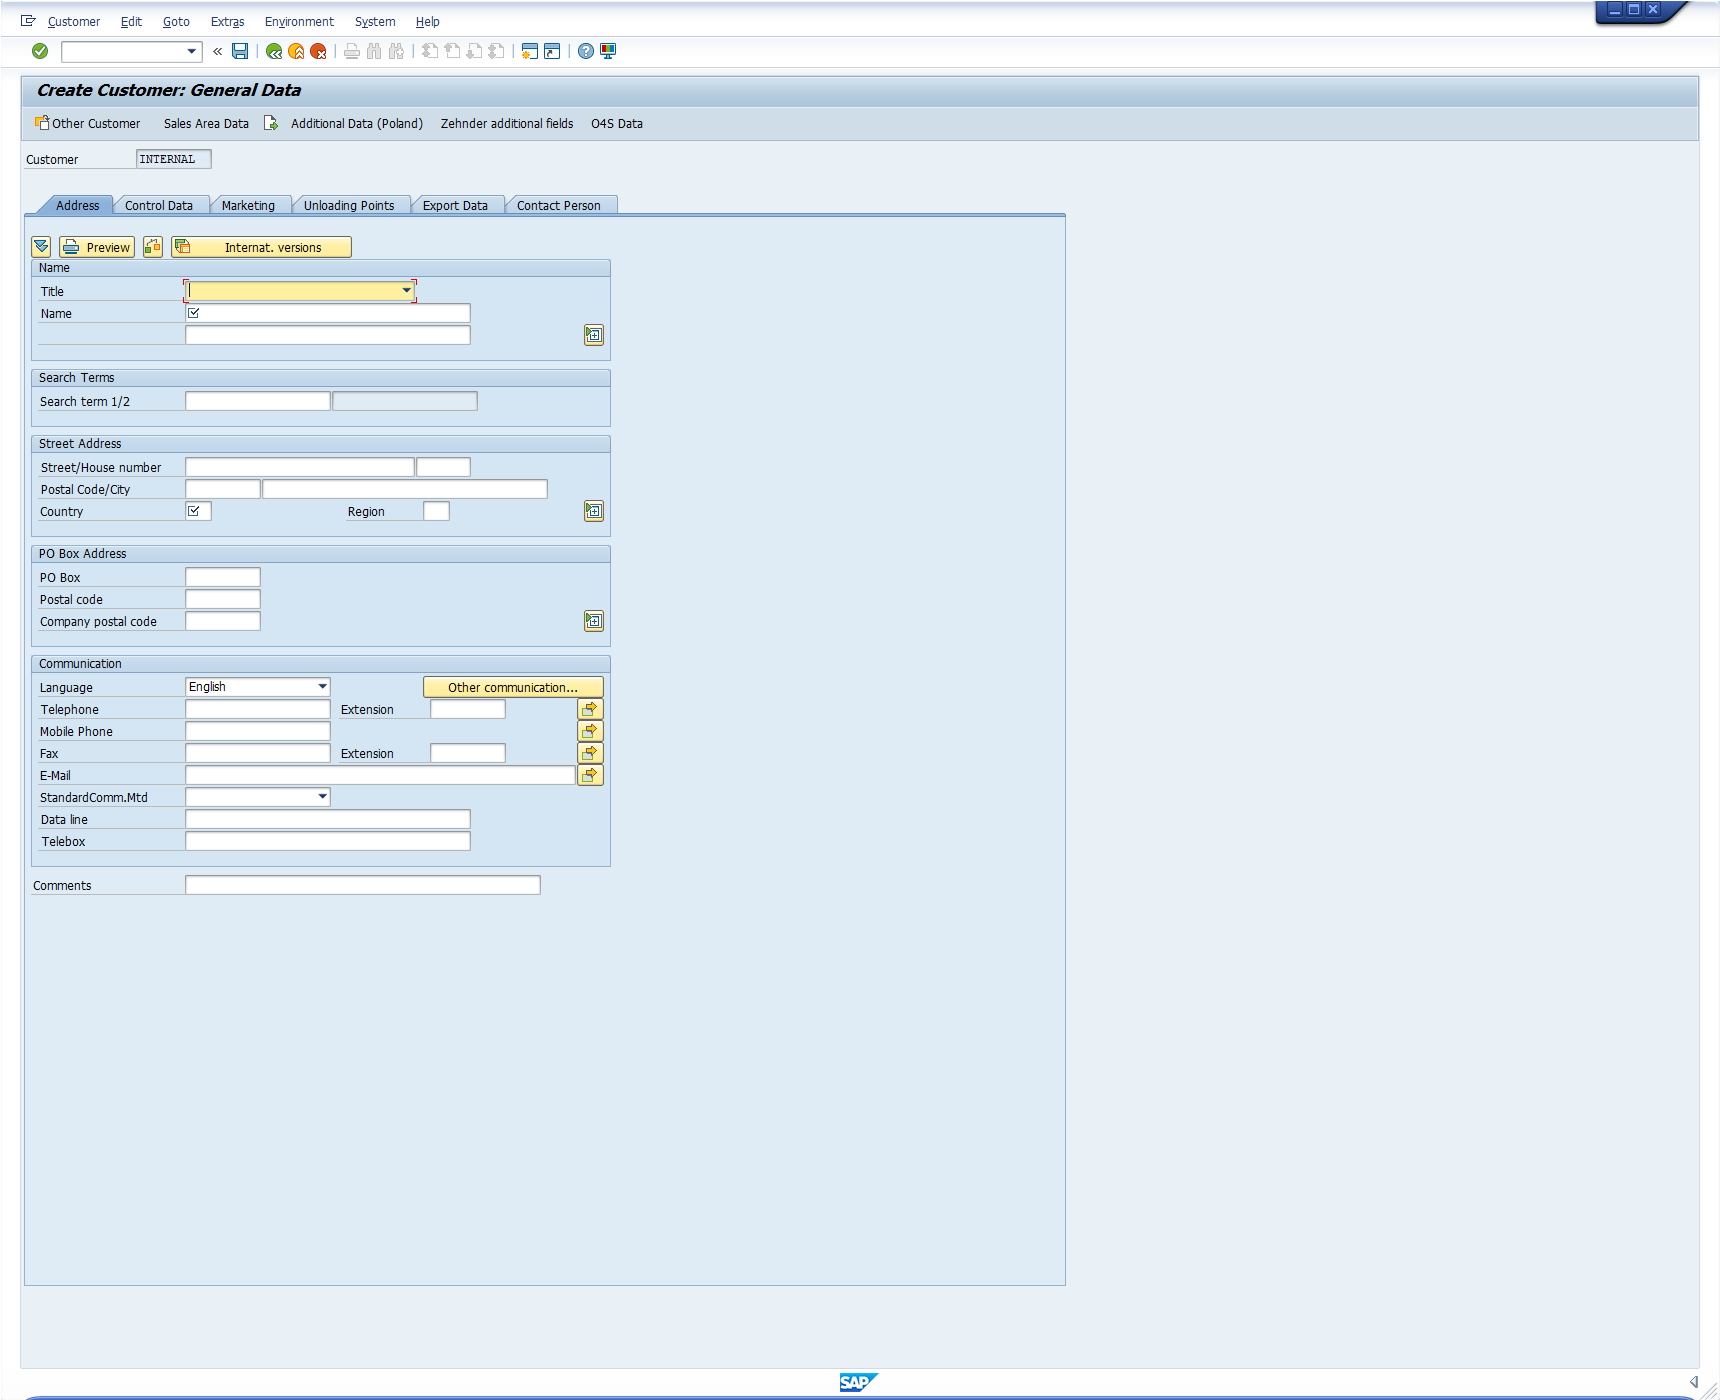 Customer Edit Goto Extras Environment System Help
Create Customer: General Data
Other Customer Sales Area Data Additional Data (Poland) Zehnder additional fields O4S Data
Customer INTERNAL
Address Control Data Marketing Unloading Points Export Data Contact Person
Preview Internat. versions
Name
Title
Name
Search Terms
Search term 1/2
Street Address
Street/House number
Postal Code/City
Country Region
PO Box Address
PO Box
Postal code
Company postal code
Communication
Language English Other communication...
Telephone Extension
Mobile Phone
Fax Extension
E-Mail
StandardComm.Mtd
Data line
Telebox
Comments
SAP